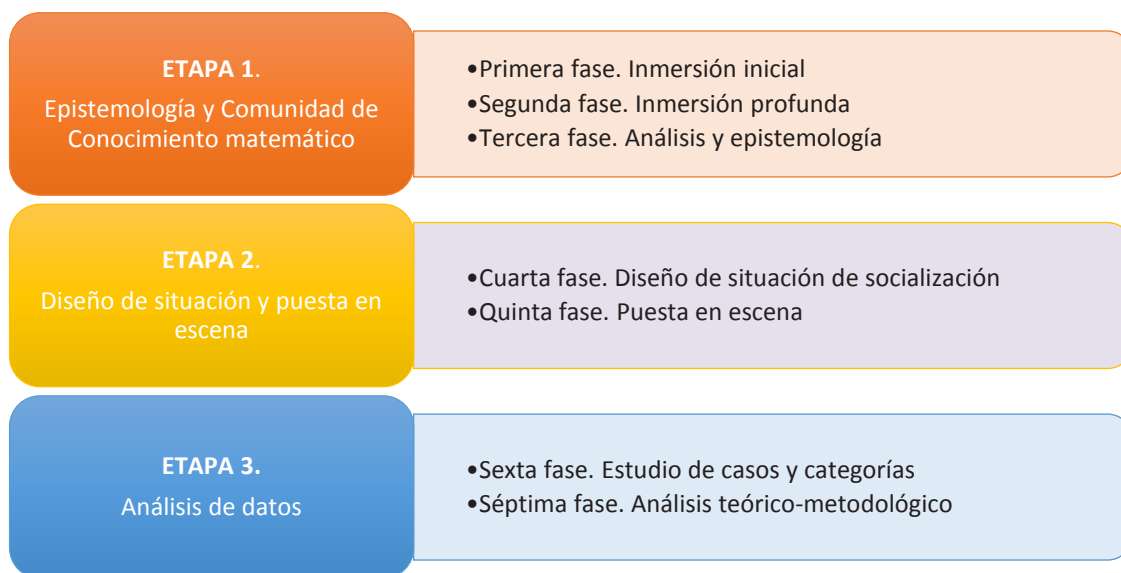 ETAPA 1.
Epistemología y Comunidad de
Conocimiento matemático
•Primera fase. Inmersión inicial
•Segunda fase. Inmersión profunda
•Tercera fase. Análisis y epistemología
ETAPA 2.
Diseño de situación y puesta en
escena
•Cuarta fase. Diseño de situación de socialización
•Quinta fase. Puesta en escena
ETAPA 3.
Análisis de datos
•Sexta fase. Estudio de casos y categorías
•Séptima fase. Análisis teórico-metodológico